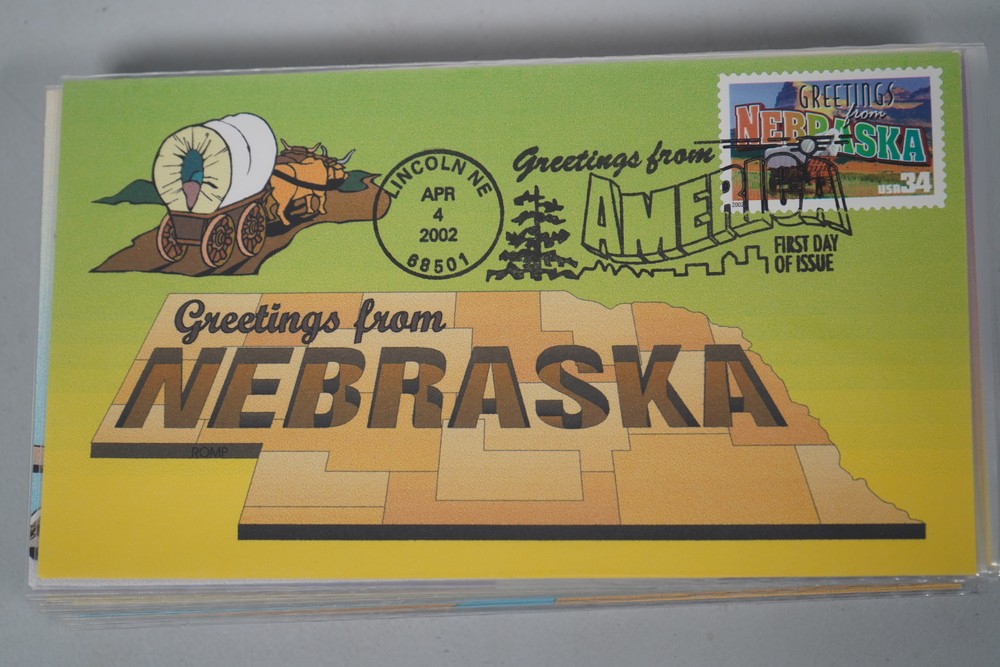 GREETINGS
from
NEBRASKA
USA 34
2002
LINCOLN NE
APR
4
2002
68501
Greetings from
AMERICA
FIRST DAY
OF ISSUE
Greetings from
NEBRASKA
ROMP